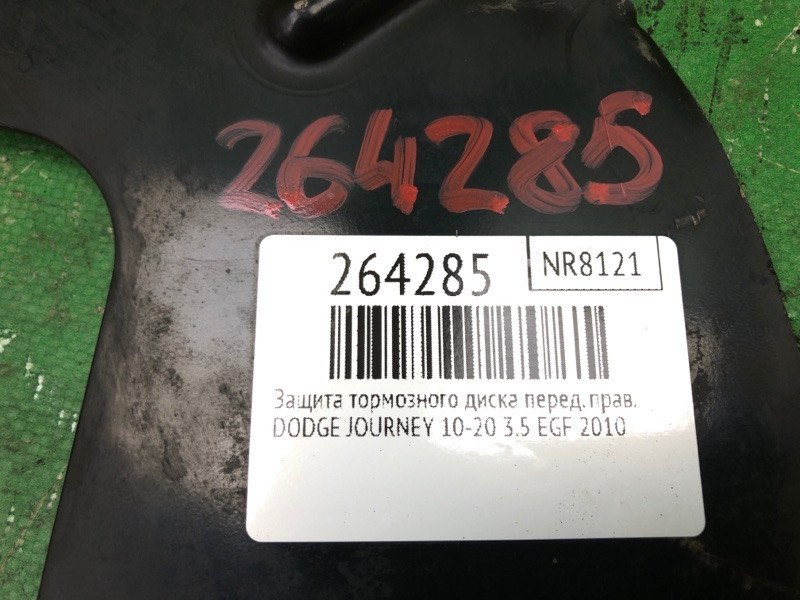 264285
264285
NR8121
Защита тормозного диска перед. прав.
DODGE JOURNEY 10-20 3.5 EGF 2010